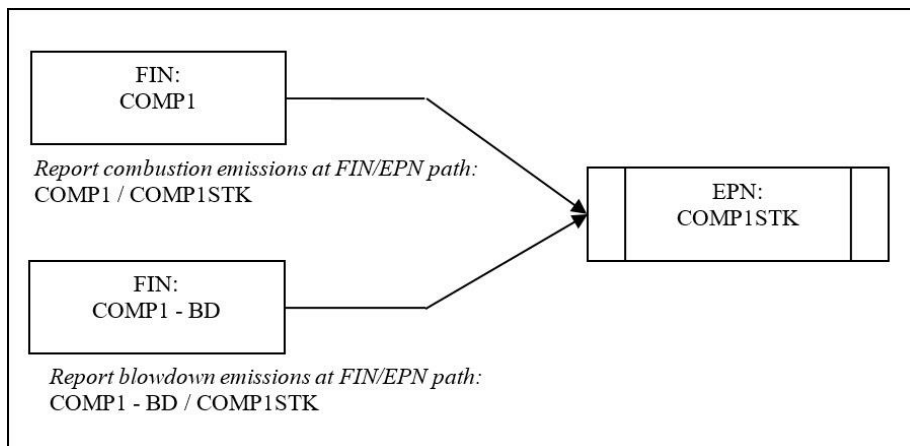 FIN:
COMP1
Report combustion emissions at FIN/EPN path:
COMP1 / COMP1STK
EPN:
COMP1STK
FIN:
COMP1 - BD
Report blowdown emissions at FIN/EPN path:
COMP1 - BD / COMP1STK